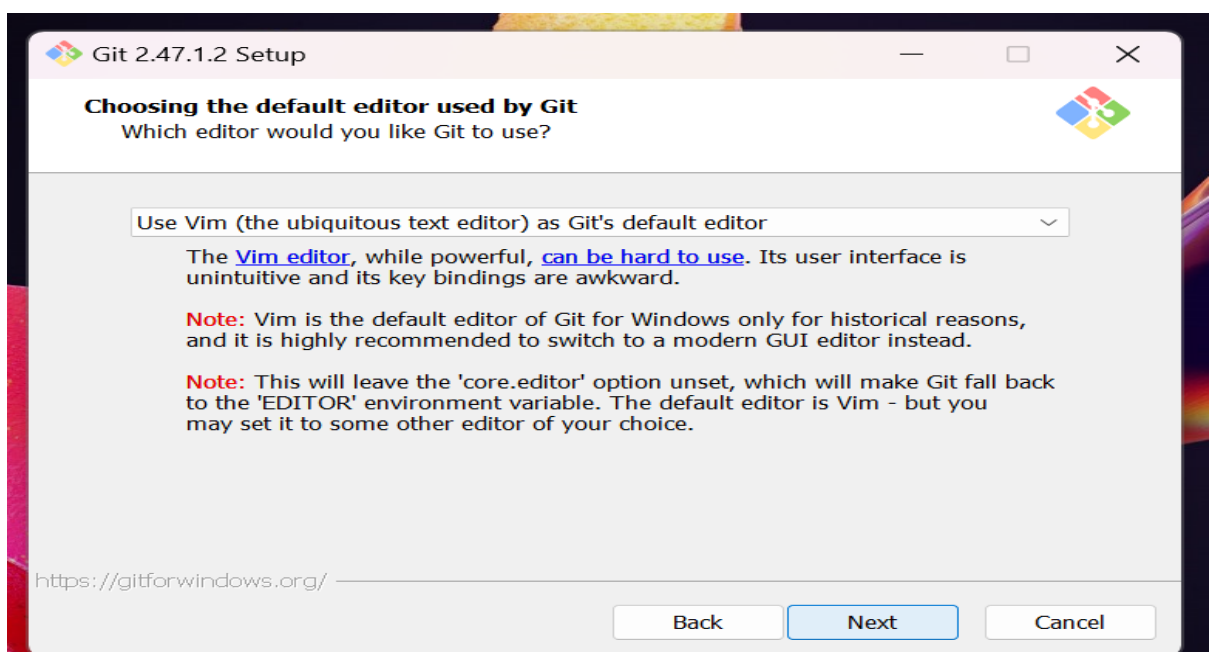 Git 2.47.1.2 Setup
Choosing the default editor used by Git
Which editor would you like Git to use?
Use Vim (the ubiquitous text editor) as Git's default editor
The Vim editor, while powerful, can be hard to use. Its user interface is
unintuitive and its key bindings are awkward.
Note: Vim is the default editor of Git for Windows only for historical reasons,
and it is highly recommended to switch to a modern GUI editor instead.
Note: This will leave the 'core.editor' option unset, which will make Git fall back
to the 'EDITOR' environment variable. The default editor is Vim - but you
may set it to some other editor of your choice.
https://gitforwindows.org/
Back Next Cancel